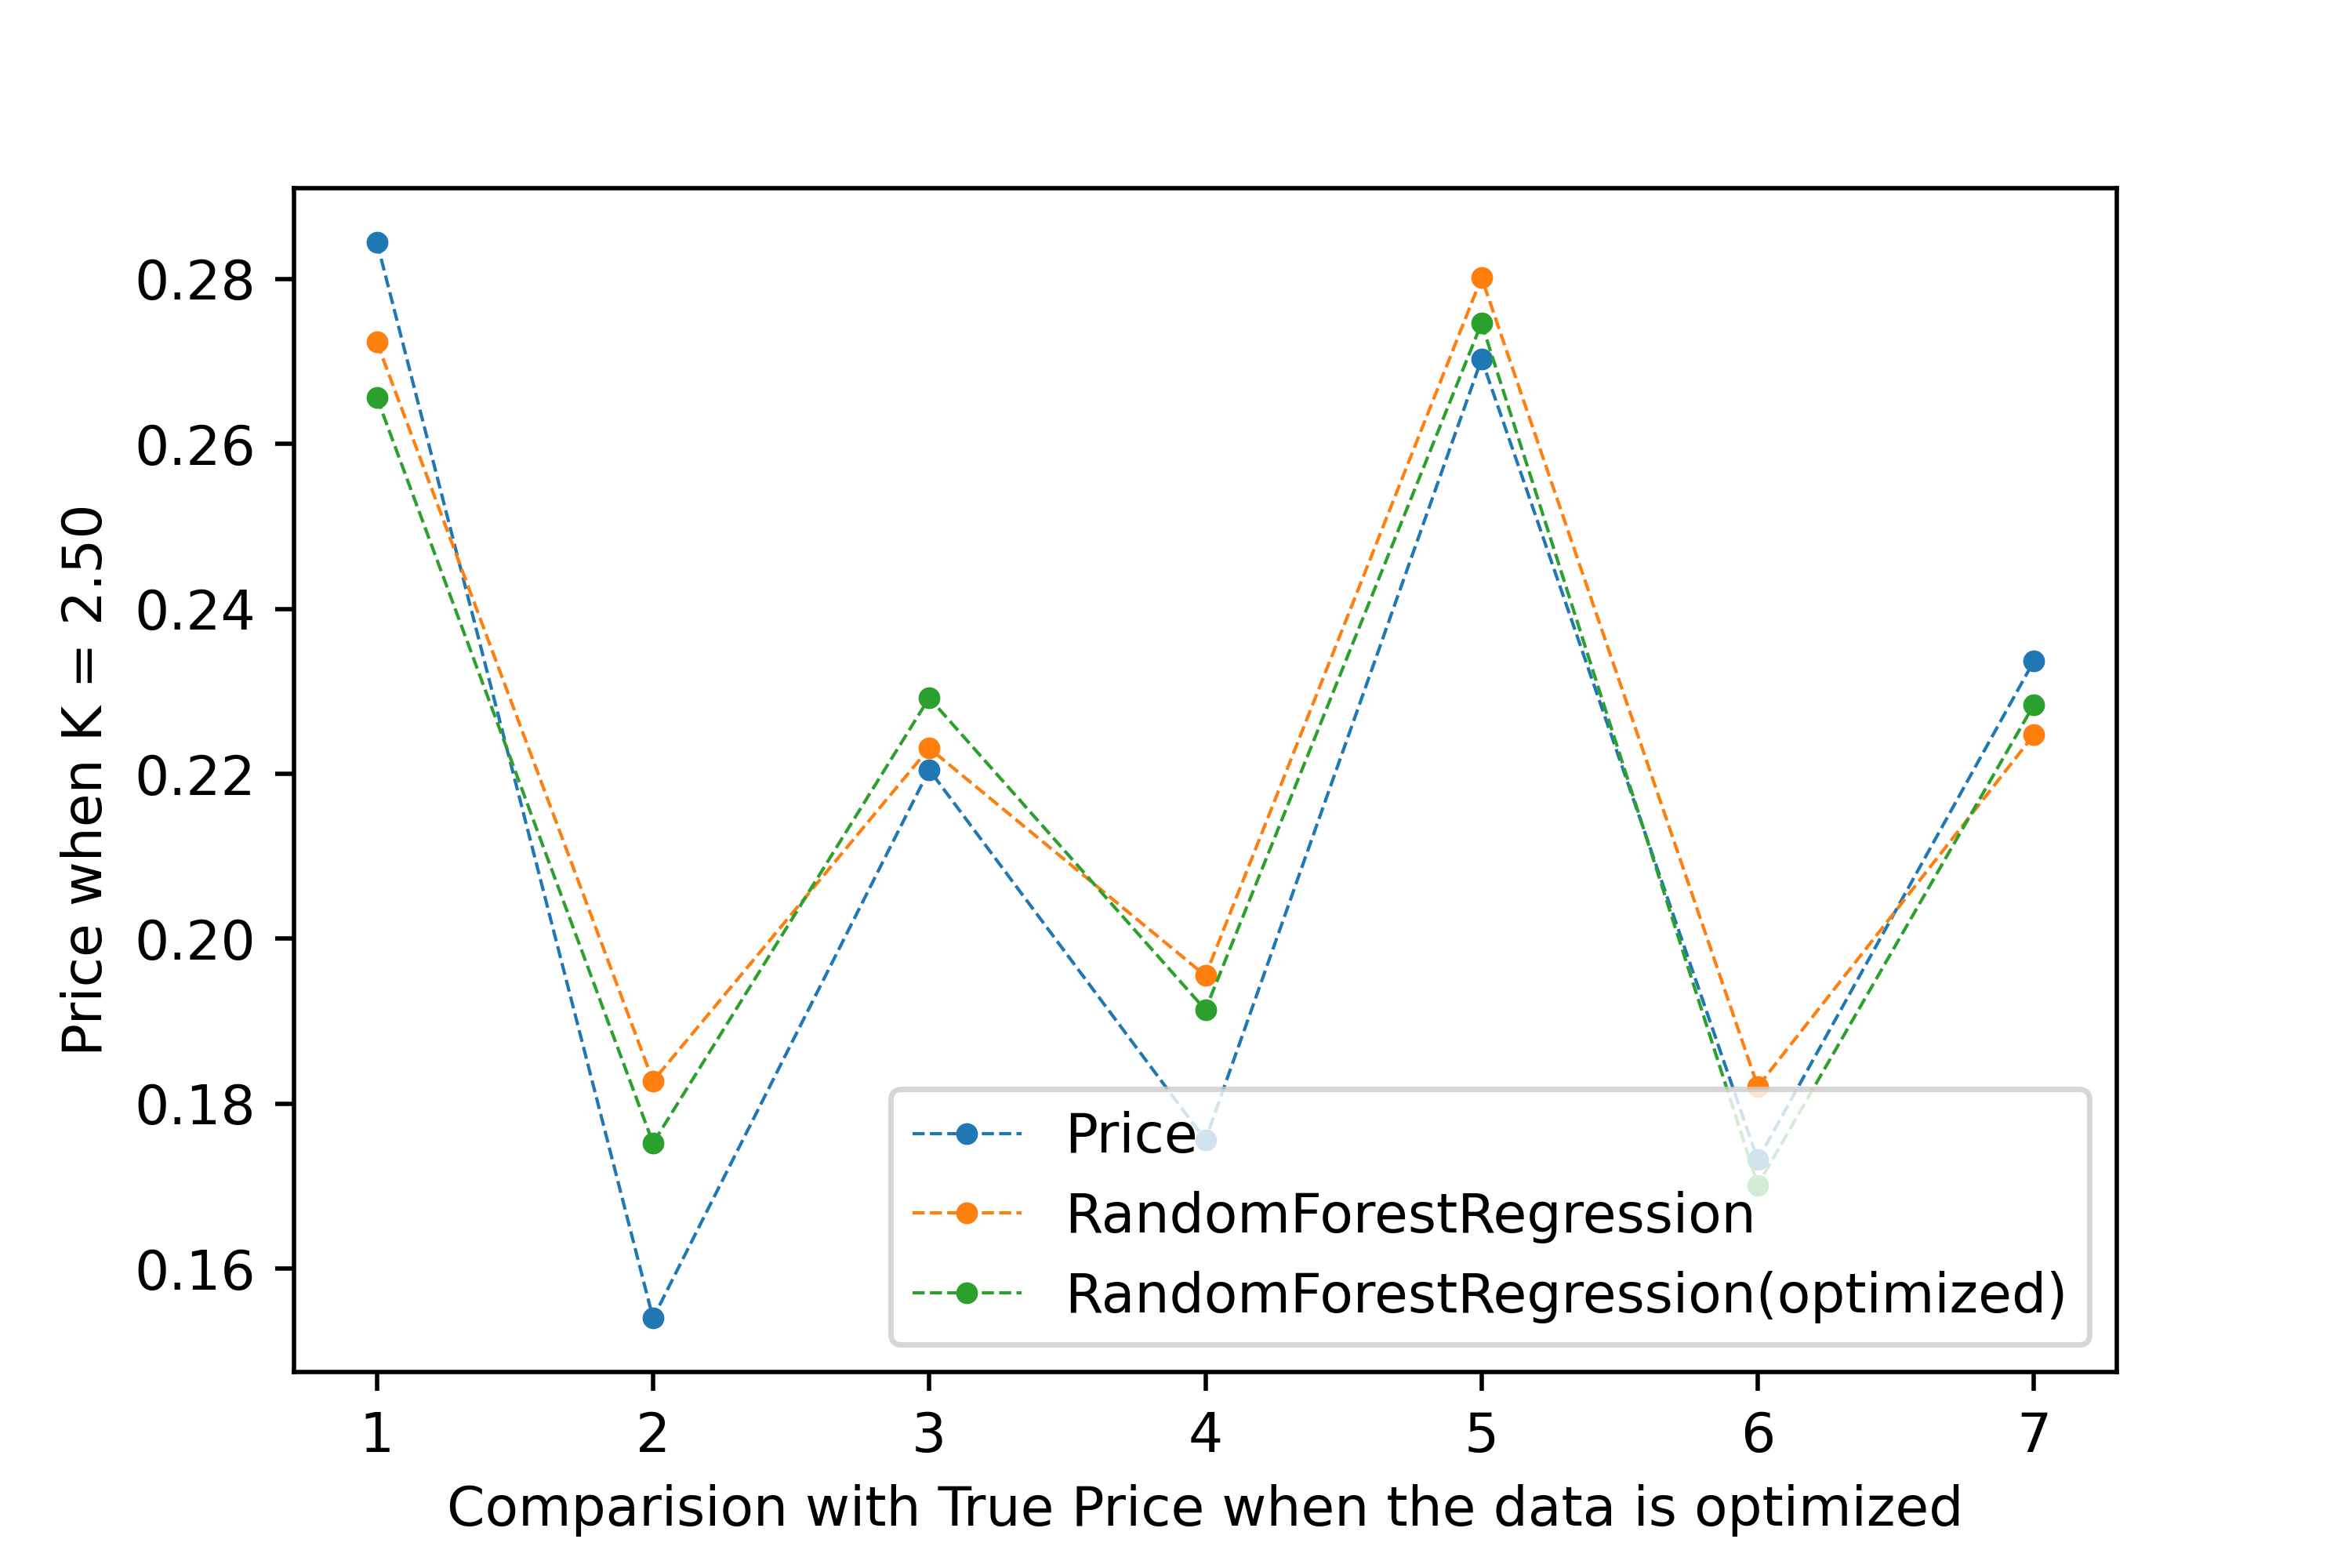 0.28
0.26
0.24
0.22
0.20
0.18
0.16
Price when K = 2.50
Price
RandomForestRegression
RandomForestRegression(optimized)
1 2 3 4 5 6 7
Comparision with True Price when the data is optimized